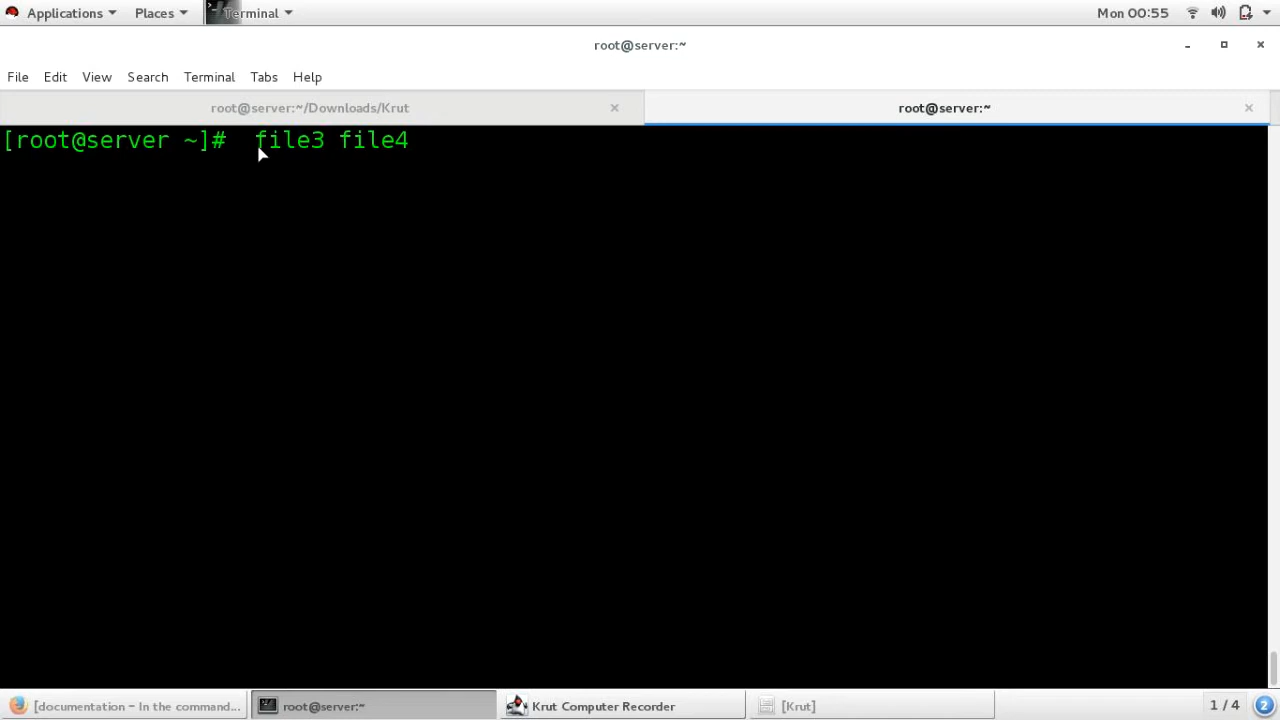 Applications Places Terminal Mon 00:55
root@server:~
File Edit View Search Terminal Tabs Help
root@server:~/Downloads/Krut root@server:~
[root@server ~]#  file3 file4
[documentation – In the command... root@server:~ Krut Computer Recorder [Krut] 1 / 4 2